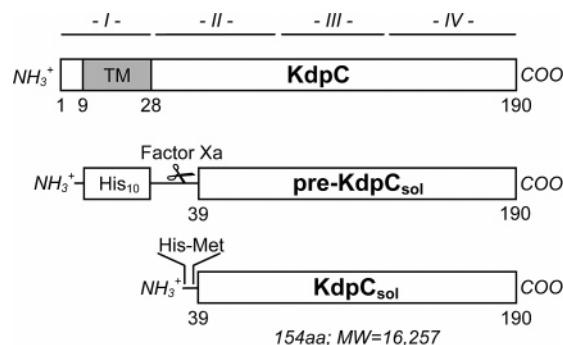 - I -   - II -   - III -   - IV -
NH₃⁺ TM KdpC COO
1 9 28 190
Factor Xa
NH₃⁺ His₁₀ pre-KdpCsol COO
39 190
His-Met
NH₃⁺ KdpCsol COO
39 190
154aa; MW=16,257